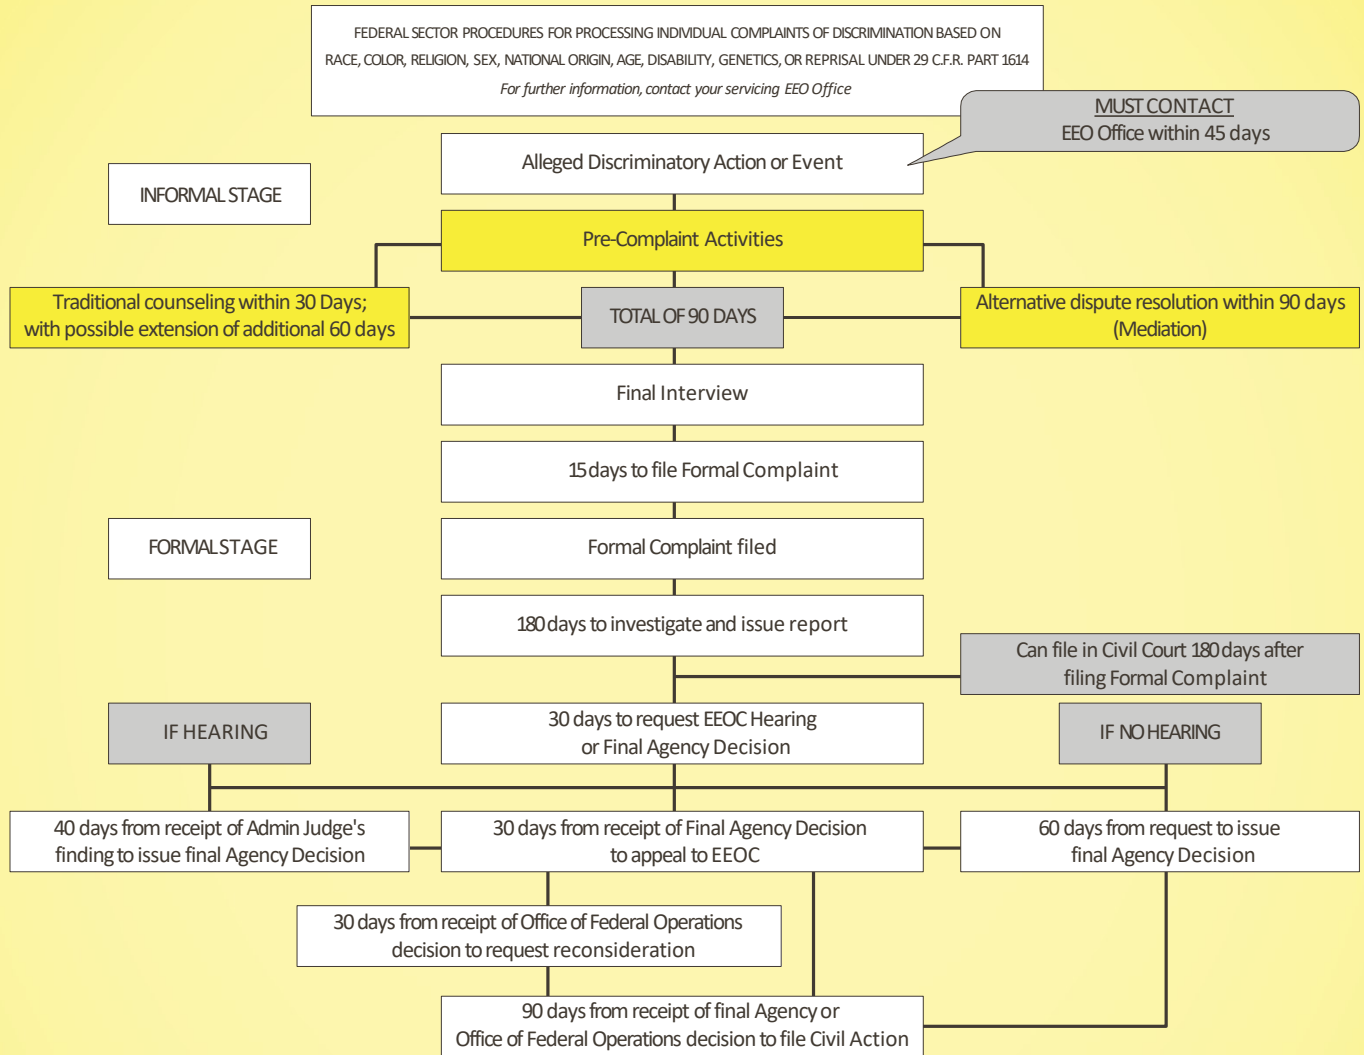 FEDERAL SECTOR PROCEDURES FOR PROCESSING INDIVIDUAL COMPLAINTS OF DISCRIMINATION BASED ON
RACE, COLOR, RELIGION, SEX, NATIONAL ORIGIN, AGE, DISABILITY, GENETICS, OR REPRISAL UNDER 29 C.F.R. PART 1614
For further information, contact your servicing EEO Office
MUST CONTACT
EEO Office within 45 days
Alleged Discriminatory Action or Event
INFORMAL STAGE
Pre-Complaint Activities
Traditional counseling within 30 Days;
with possible extension of additional 60 days
TOTAL OF 90 DAYS
Alternative dispute resolution within 90 days
(Mediation)
Final Interview
15 days to file Formal Complaint
FORMAL STAGE
Formal Complaint filed
180 days to investigate and issue report
Can file in Civil Court 180 days after
filing Formal Complaint
IF HEARING
30 days to request EEOC Hearing
or Final Agency Decision
IF NO HEARING
40 days from receipt of Admin Judge's
finding to issue final Agency Decision
30 days from receipt of Final Agency Decision
to appeal to EEOC
60 days from request to issue
final Agency Decision
30 days from receipt of Office of Federal Operations
decision to request reconsideration
90 days from receipt of final Agency or
Office of Federal Operations decision to file Civil Action